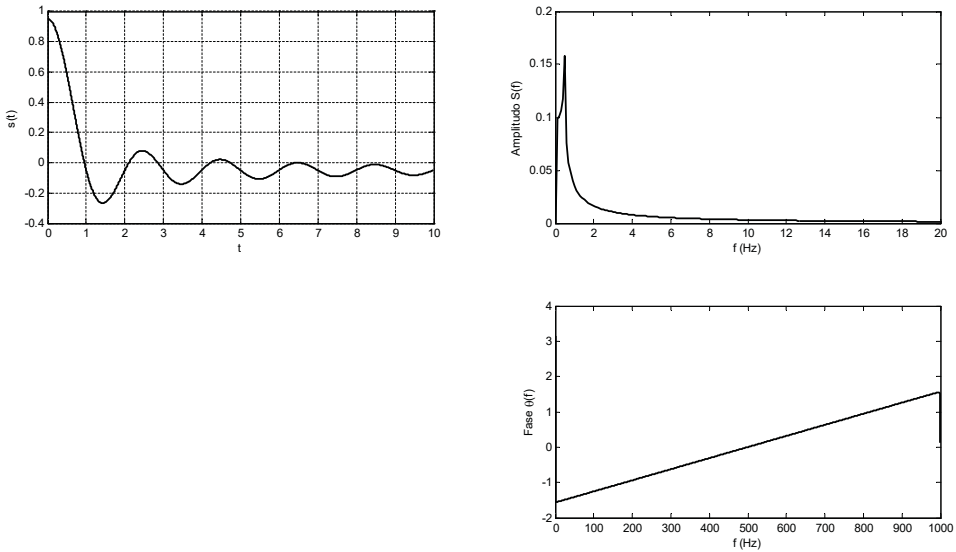 1
0.8
0.6
0.4
0.2
0
-0.2
-0.4
s(t)
0 1 2 3 4 5 6 7 8 9 10
t
0.2
0.15
0.1
0.05
0
Amplitudo S(f)
0 2 4 6 8 10 12 14 16 18 20
f (Hz)
4
3
2
1
0
-1
-2
Fase θ(f)
0 100 200 300 400 500 600 700 800 900 1000
f (Hz)